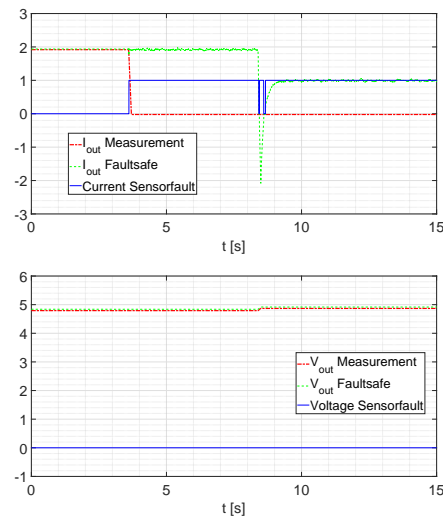 3
2
1
0
-1
-2
-3
I_out Measurement
I_out Faultsafe
Current Sensorfault
0 5 10 15
t [s]
6
5
4
3
2
1
0
-1
V_out Measurement
V_out Faultsafe
Voltage Sensorfault
0 5 10 15
t [s]